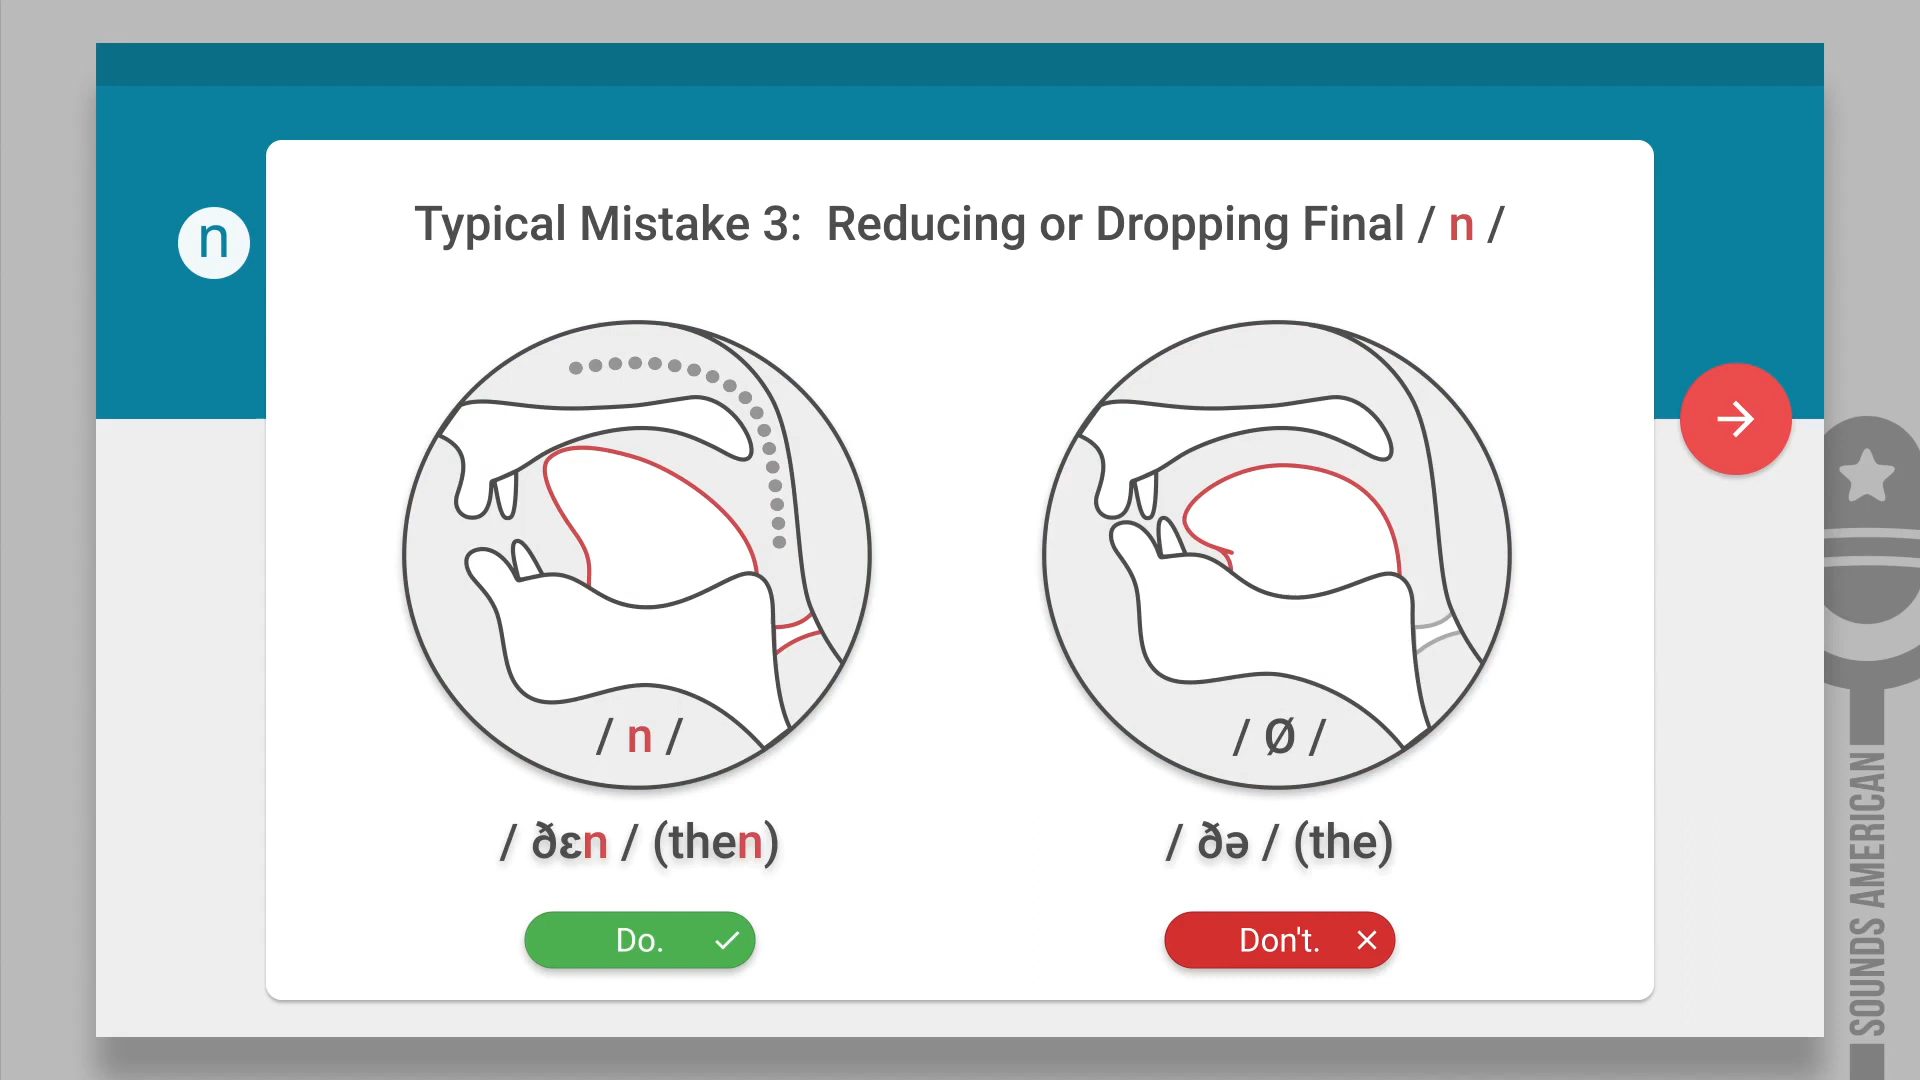 n
Typical Mistake 3: Reducing or Dropping Final / n /
/ n /
/ Ø /
/ ðɛn / (then)
/ ðə / (the)
Do.
Don't.
SOUNDS AMERICAN